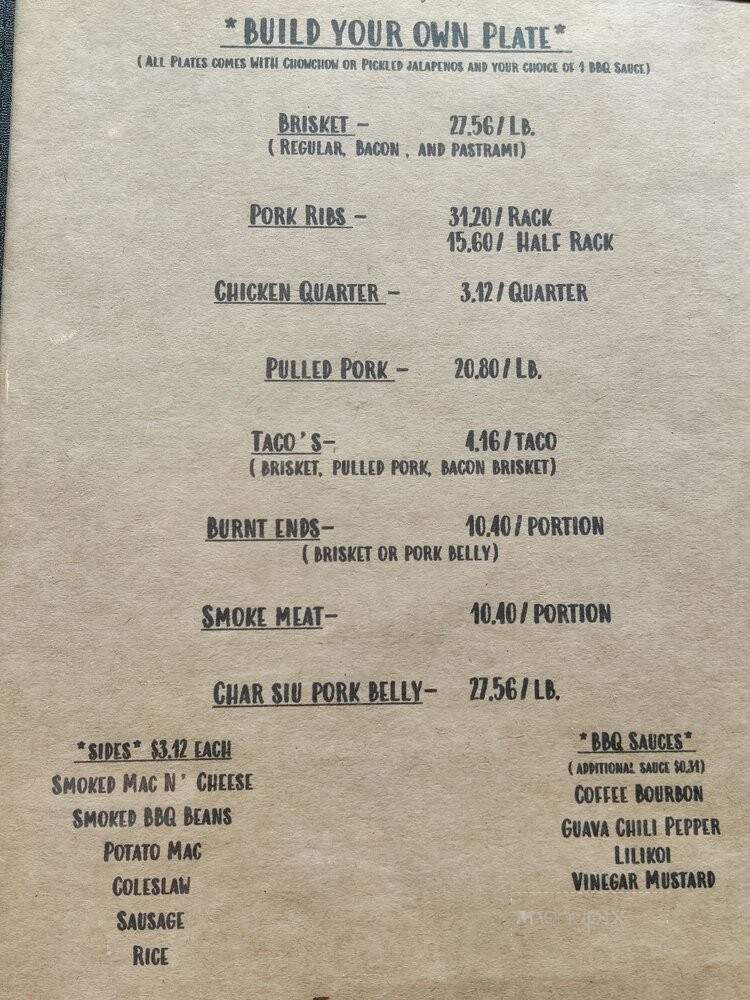 *BUILD YOUR OWN PLATE*
(ALL PLATES COMES WITH CHOWCHOW OR PICKLED JALAPENOS AND YOUR CHOICE OF 1 BBQ SAUCE)
BRISKET – 27.56/LB.
(REGULAR, BACON, AND PASTRAMI)
PORK RIBS – 31.20/RACK
15.60/ HALF RACK
CHICKEN QUARTER – 3.12/QUARTER
PULLED PORK – 20.80/LB.
TACO'S– 4.16/TACO
(BRISKET, PULLED PORK, BACON BRISKET)
BURNT ENDS– 10.40/PORTION
(BRISKET OR PORK BELLY)
SMOKE MEAT– 10.40/PORTION
CHAR SIU PORK BELLY– 27.56/LB.
*SIDES* $3.12 EACH
SMOKED MAC N' CHEESE
SMOKED BBQ BEANS
POTATO MAC
COLESLAW
SAUSAGE
RICE
*BBQ SAUCES*
(ADDITIONAL SAUCE $0.31)
COFFEE BOURBON
GUAVA CHILI PEPPER
LILIKOI
VINEGAR MUSTARD